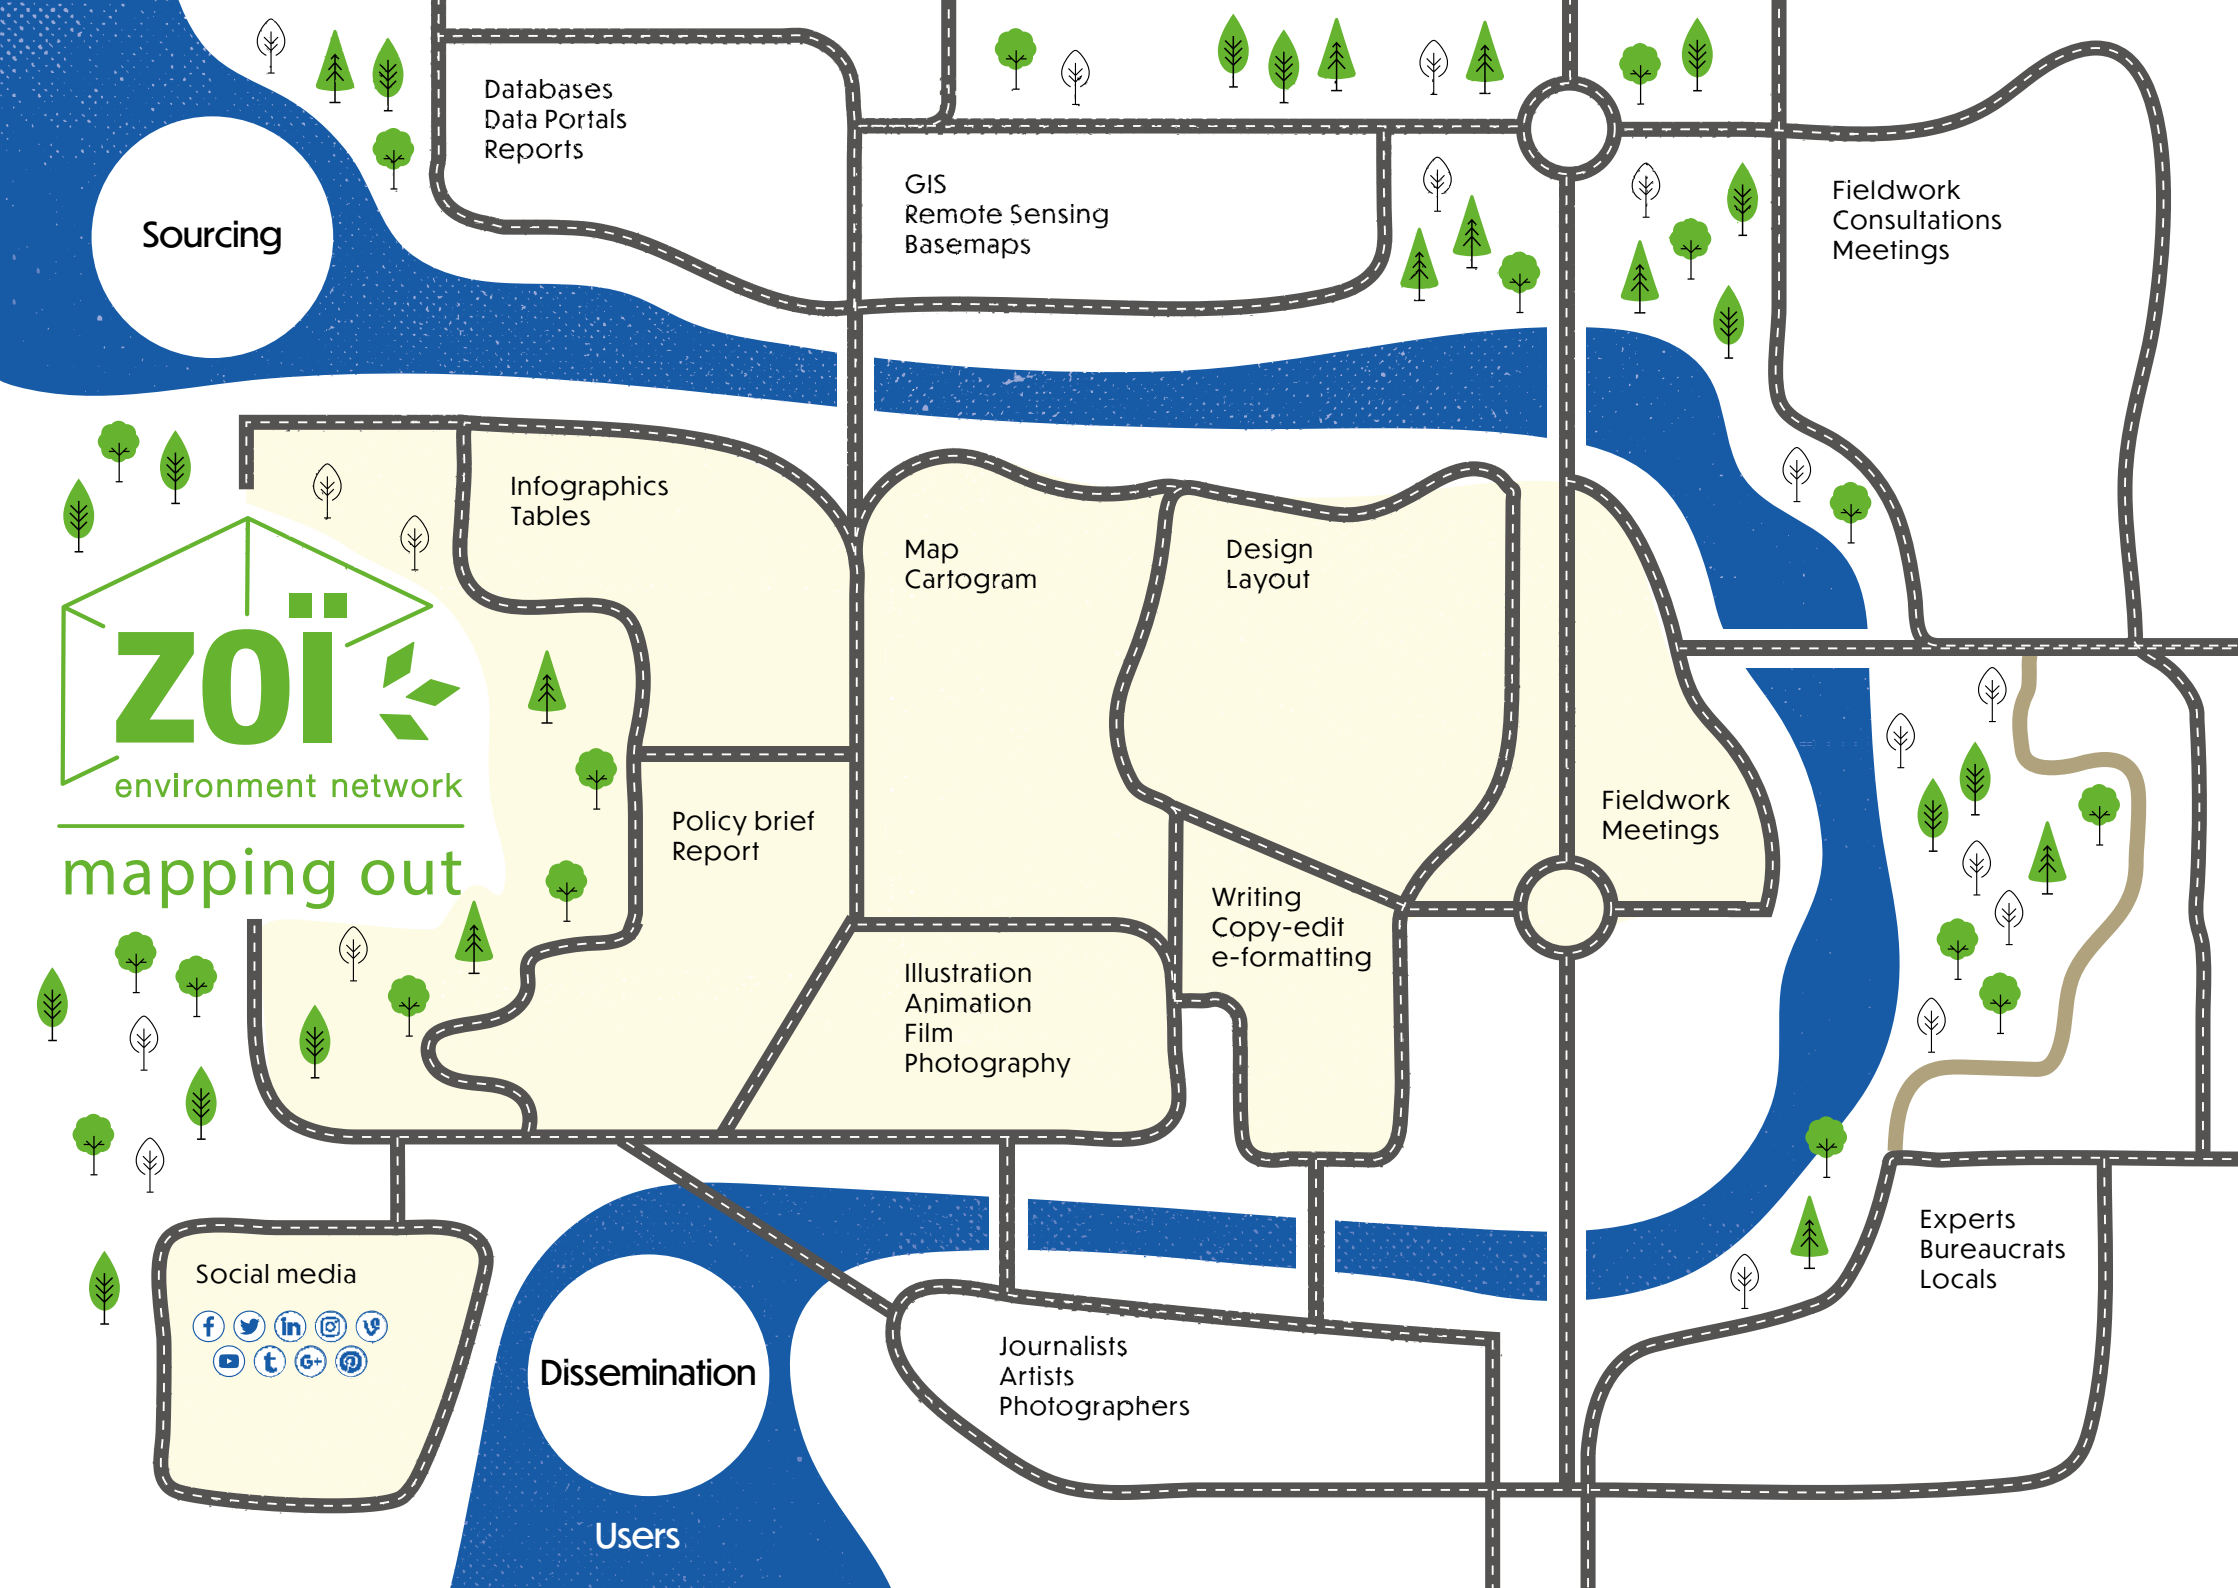 Databases
Data Portals
Reports
GIS
Remote Sensing
Basemaps
Fieldwork
Consultations
Meetings
Sourcing
Infographics
Tables
Map
Cartogram
Design
Layout
zoï
environment network
mapping out
Policy brief
Report
Fieldwork
Meetings
Writing
Copy-edit
e-formatting
Illustration
Animation
Film
Photography
Social media
Experts
Bureaucrats
Locals
Dissemination
Journalists
Artists
Photographers
Users